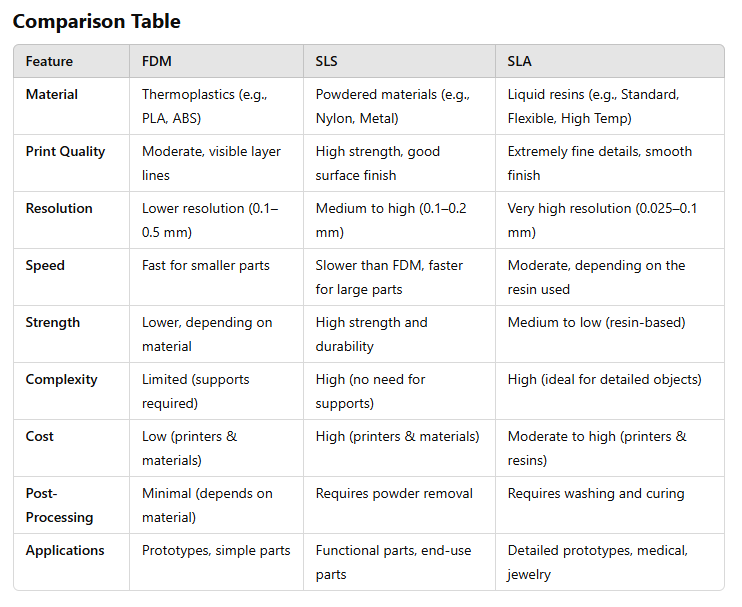 Comparison Table
Feature FDM SLS SLA
Material Thermoplastics (e.g., Powdered materials (e.g., Liquid resins (e.g., Standard,
PLA, ABS) Nylon, Metal) Flexible, High Temp)
Print Quality Moderate, visible layer High strength, good Extremely fine details, smooth
lines surface finish finish
Resolution Lower resolution (0.1– Medium to high (0.1–0.2 Very high resolution (0.025–0.1
0.5 mm) mm) mm)
Speed Fast for smaller parts Slower than FDM, faster Moderate, depending on the
for large parts resin used
Strength Lower, depending on High strength and Medium to low (resin-based)
material durability
Complexity Limited (supports High (no need for High (ideal for detailed objects)
required) supports)
Cost Low (printers & High (printers & materials) Moderate to high (printers &
materials) resins)
Post- Minimal (depends on Requires powder removal Requires washing and curing
Processing material)
Applications Prototypes, simple parts Functional parts, end-use Detailed prototypes, medical,
parts jewelry